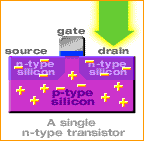 gate
source drain
n-type n-type
silicon silicon
p-type
silicon
A single
n-type transistor